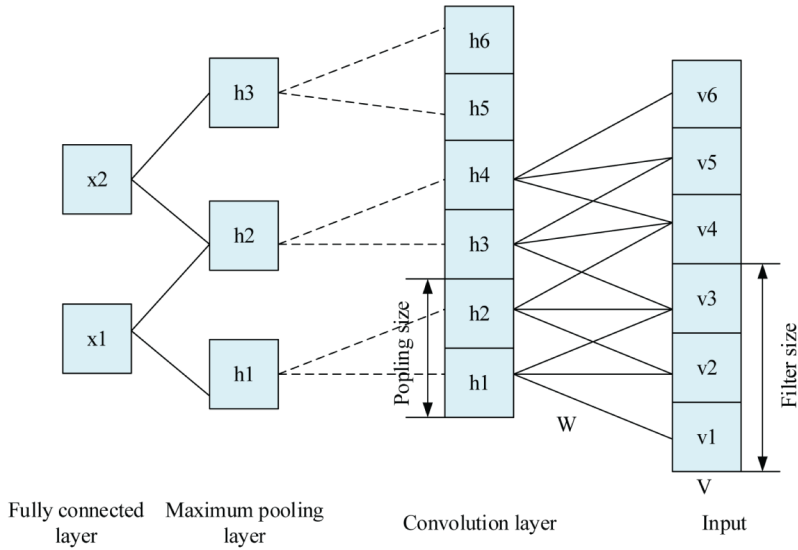 x2
x1
h3
h2
h1
h6
h5
h4
h3
h2
h1
Popling size
W
v6
v5
v4
v3
v2
v1
V
Filter size
Fully connected
layer
Maximum pooling
layer
Convolution layer
Input